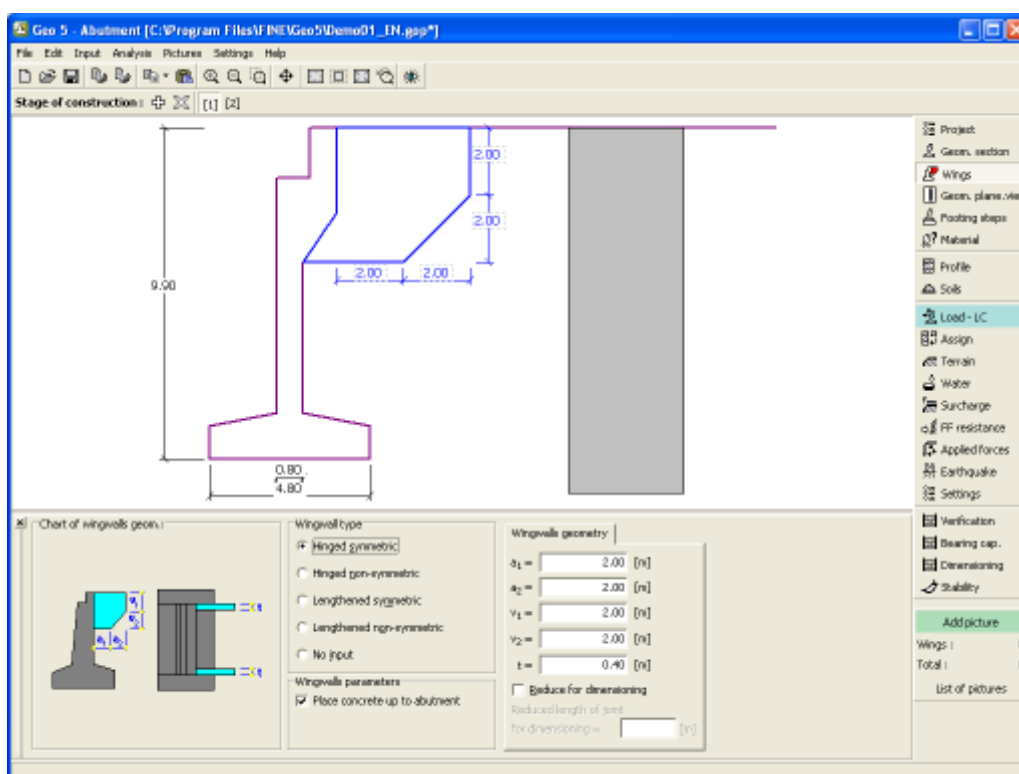 Geo 5 - Abutment [C:\Program Files\FINE\Geo5\Demo01_EN.gop*]
File Edit Input Analysis Pictures Settings Help
Stage of construction : [1] [2]
2.00
2.00
2.00 2.00
9.90
0.80
4.80
Project
Geom. section
Wings
Geom. plane.vie
Footing steps
Material
Profile
Soils
Load - LC
Assign
Terrain
Water
Surcharge
FF resistance
Applied forces
Earthquake
Settings
Verification
Bearing cap.
Dimensioning
Stability
Add picture
Wings :
Total :
List of pictures
Chart of wingwalls geom.:
Wingwall type
Hinged symmetric
Hinged non-symmetric
Lengthened symmetric
Lengthened non-symmetric
No input
Wingwalls parameters
Place concrete up to abutment
Wingwalls geometry
a1 = 2.00 [m]
a2 = 2.00 [m]
v1 = 2.00 [m]
v2 = 2.00 [m]
t = 0.40 [m]
Reduce for dimensioning
Reduced length of joint
for dimensioning = [m]